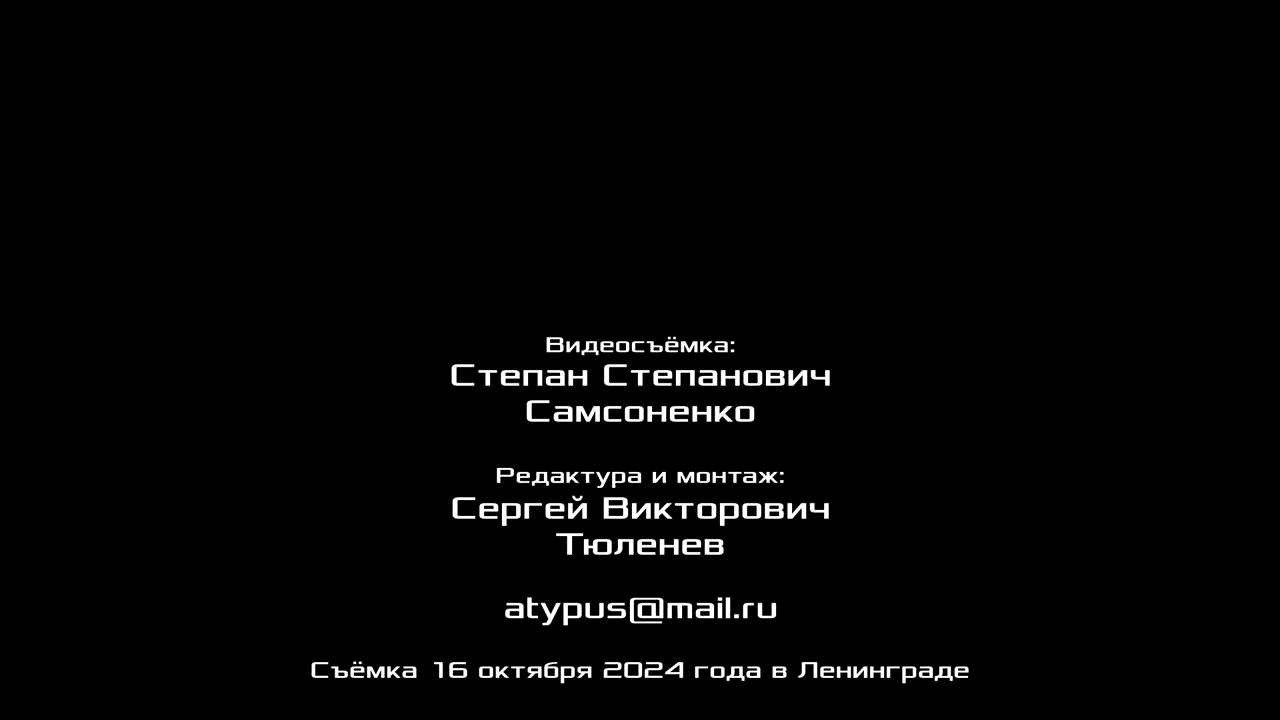 Видеосъёмка:
Степан Степанович
Самсоненко
Редактура и монтаж:
Сергей Викторович
Тюленев
atypus@mail.ru
Съёмка 16 октября 2024 года в Ленинграде